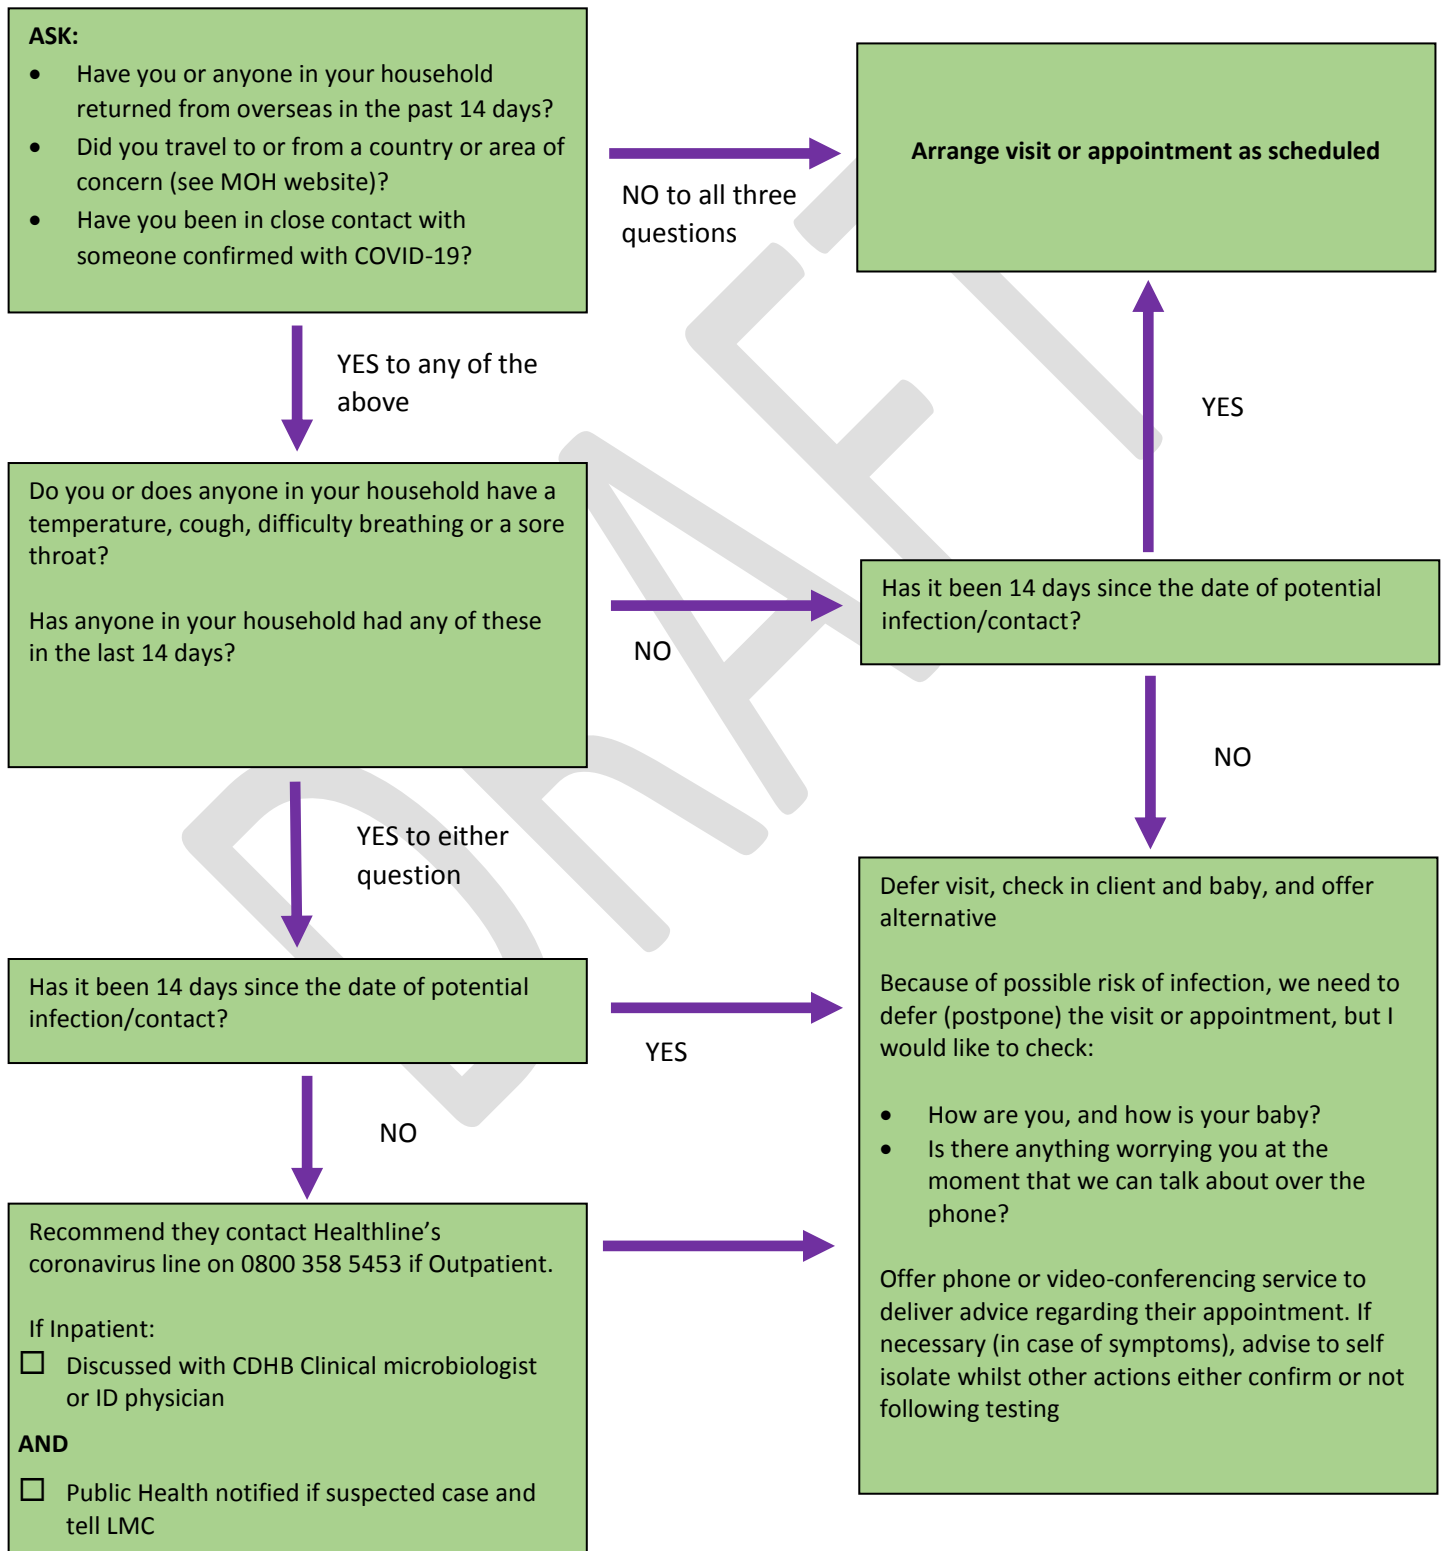 ASK:
• Have you or anyone in your household
returned from overseas in the past 14 days?
• Did you travel to or from a country or area of
concern (see MOH website)?
• Have you been in close contact with
someone confirmed with COVID-19?
NO to all three
questions
Arrange visit or appointment as scheduled
YES to any of the
above
YES
Do you or does anyone in your household have a
temperature, cough, difficulty breathing or a sore
throat?
Has anyone in your household had any of these
in the last 14 days?
NO
Has it been 14 days since the date of potential
infection/contact?
NO
YES to either
question
Has it been 14 days since the date of potential
infection/contact?
YES
NO
Defer visit, check in client and baby, and offer
alternative
Because of possible risk of infection, we need to
defer (postpone) the visit or appointment, but I
would like to check:
• How are you, and how is your baby?
• Is there anything worrying you at the
moment that we can talk about over the
phone?
Offer phone or video-conferencing service to
deliver advice regarding their appointment. If
necessary (in case of symptoms), advise to self
isolate whilst other actions either confirm or not
following testing
Recommend they contact Healthline’s
coronavirus line on 0800 358 5453 if Outpatient.
If Inpatient:
☐ Discussed with CDHB Clinical microbiologist
or ID physician
AND
☐ Public Health notified if suspected case and
tell LMC
DRAFT